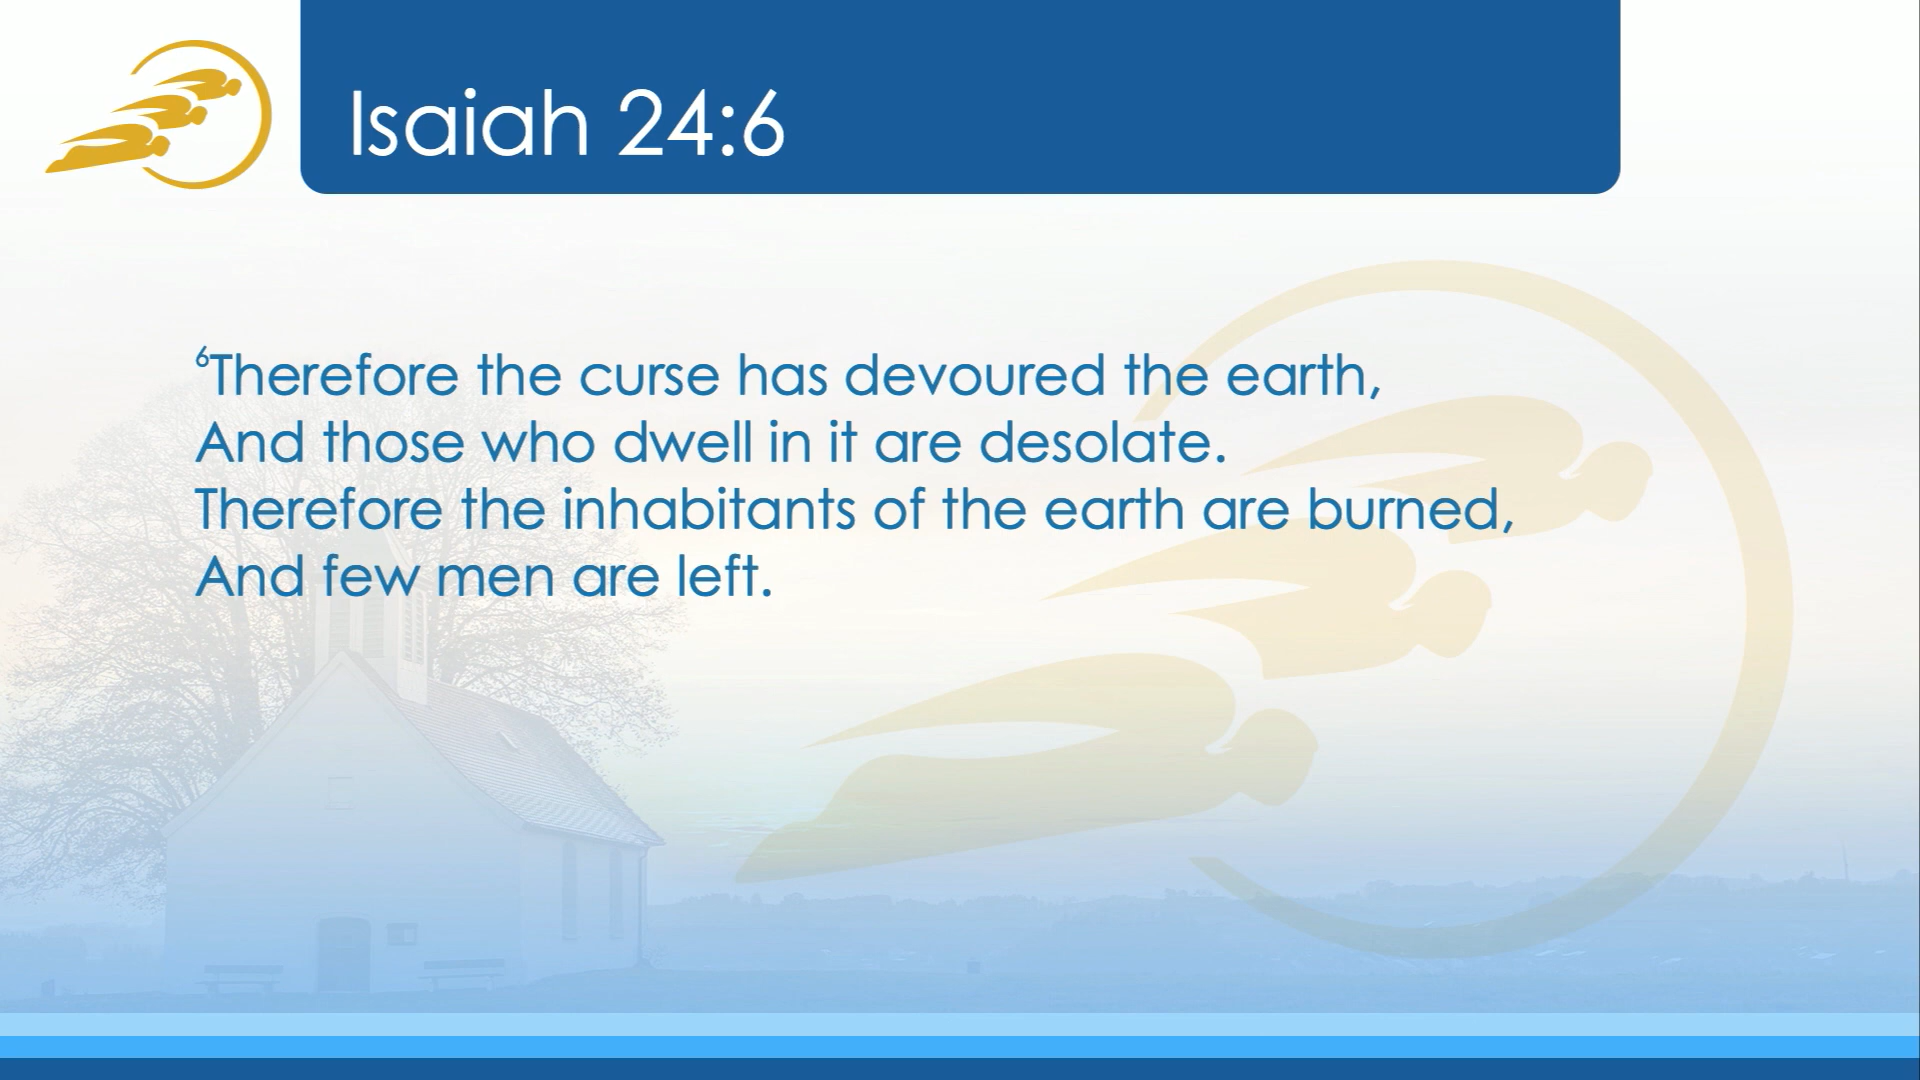 Isaiah 24:6
⁶Therefore the curse has devoured the earth,
And those who dwell in it are desolate.
Therefore the inhabitants of the earth are burned,
And few men are left.